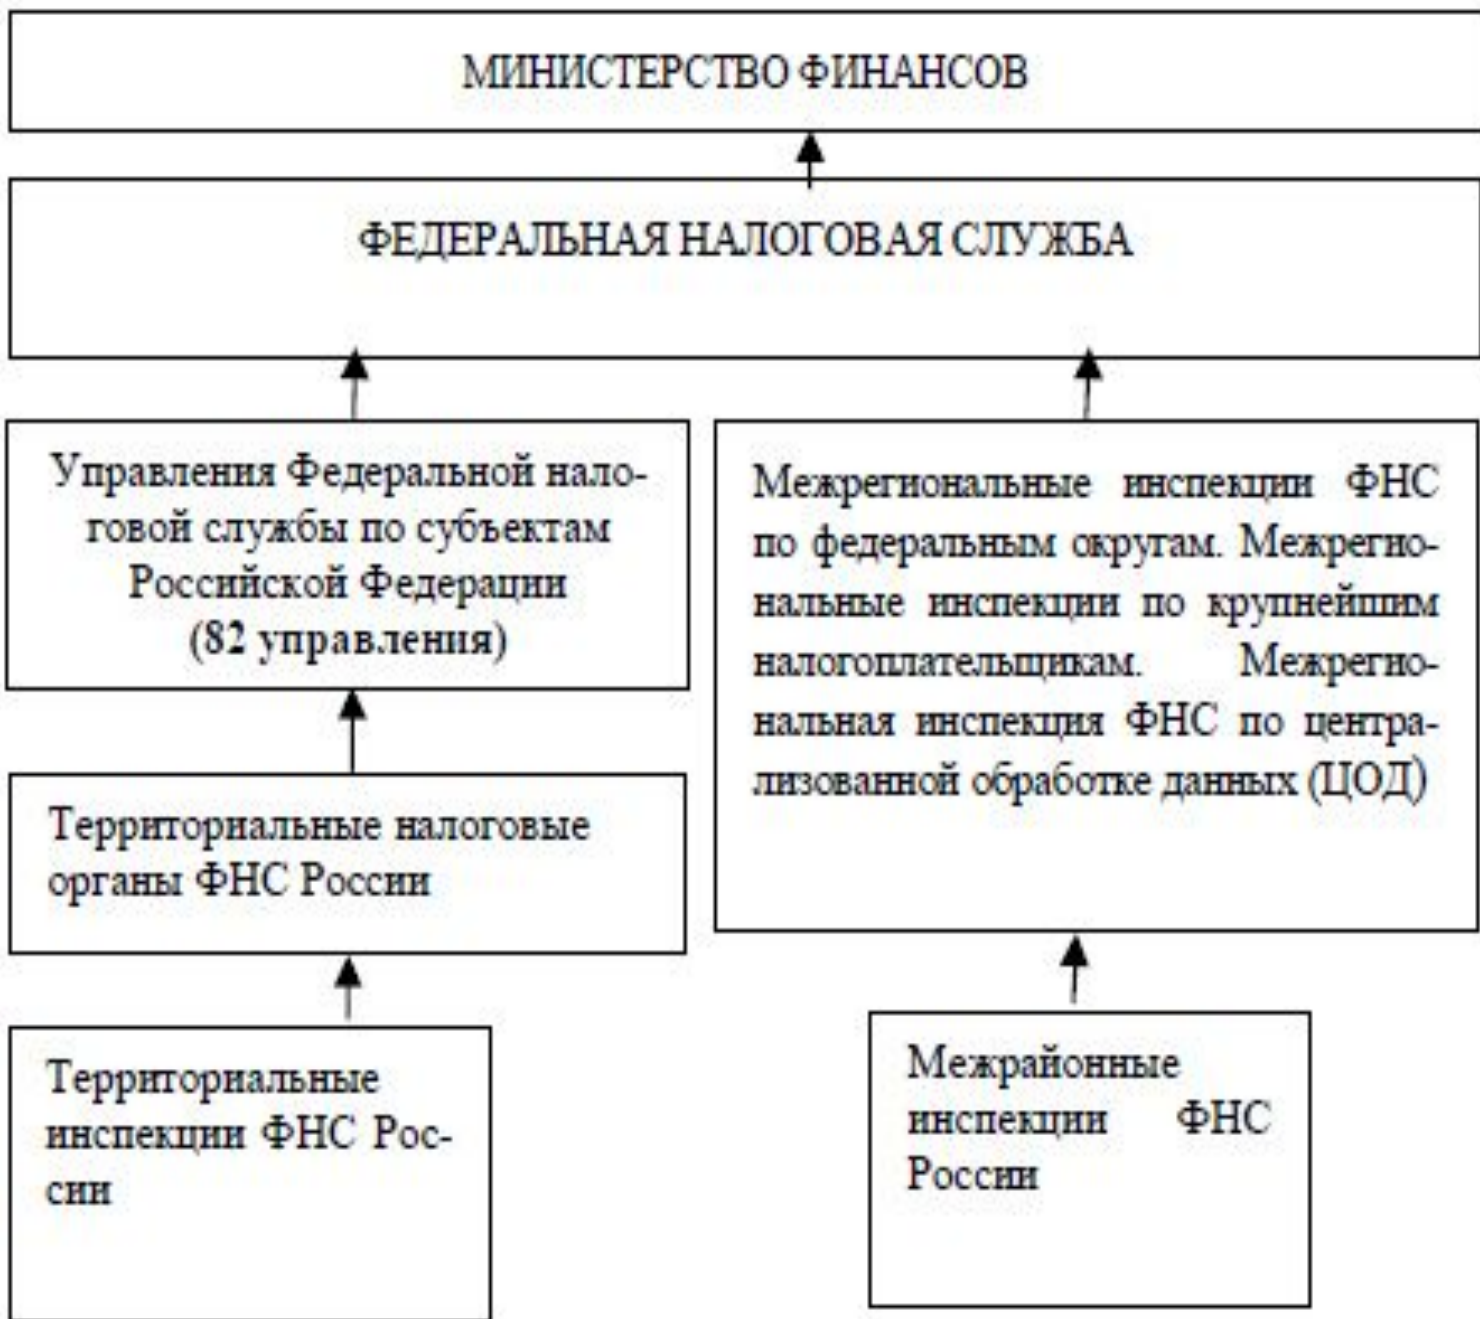 МИНИСТЕРСТВО ФИНАНСОВ
ФЕДЕРАЛЬНАЯ НАЛОГОВАЯ СЛУЖБА
Управления Федеральной нало-
говой службы по субъектам
Российской Федерации
(82 управления)
Межрегиональные инспекции ФНС
по федеральным округам. Межрегио-
нальные инспекции по крупнейшим
налогоплательщикам. Межрегио-
нальная инспекция ФНС по центра-
лизованной обработке данных (ЦОД)
Территориальные налоговые
органы ФНС России
Территориальные
инспекции ФНС Рос-
сии
Межрайонные
инспекции ФНС
России